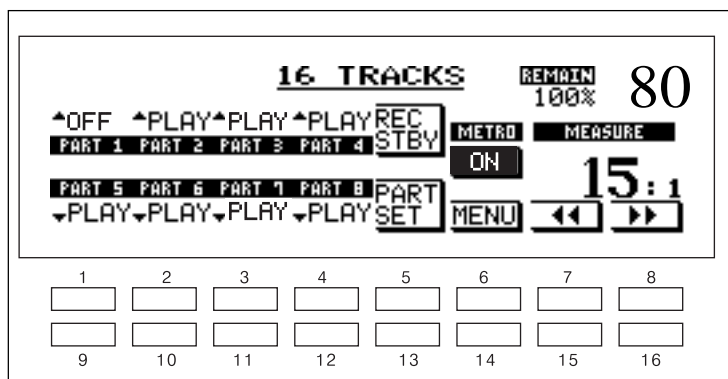 16 TRACKS
REMAIN
100%
80
OFF PLAY PLAY PLAY
PART 1 PART 2 PART 3 PART 4
REC
STBY
METRO
ON
MEASURE
15:1
PART 5 PART 6 PART 7 PART 8
PLAY PLAY PLAY PLAY
PART
SET
MENU
1 2 3 4 5 6 7 8
9 10 11 12 13 14 15 16